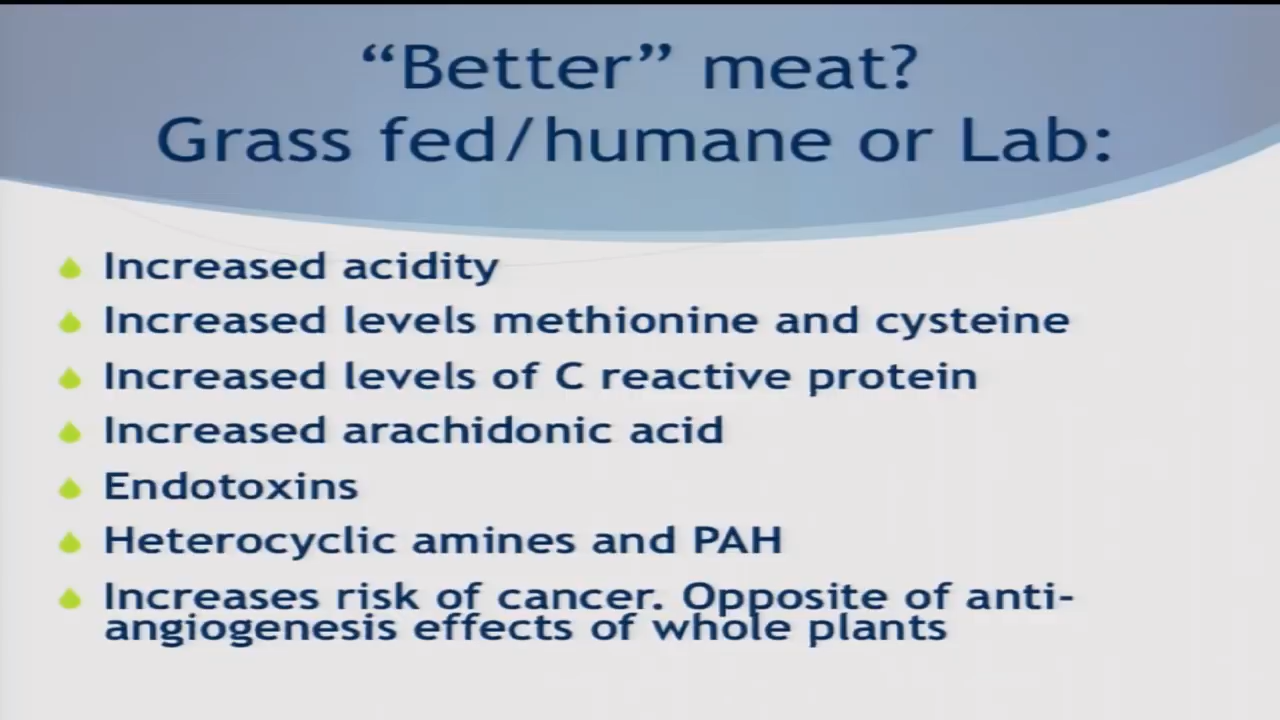 “Better” meat?
Grass fed/humane or Lab:
Increased acidity
Increased levels methionine and cysteine
Increased levels of C reactive protein
Increased arachidonic acid
Endotoxins
Heterocyclic amines and PAH
Increases risk of cancer. Opposite of anti-
angiogenesis effects of whole plants